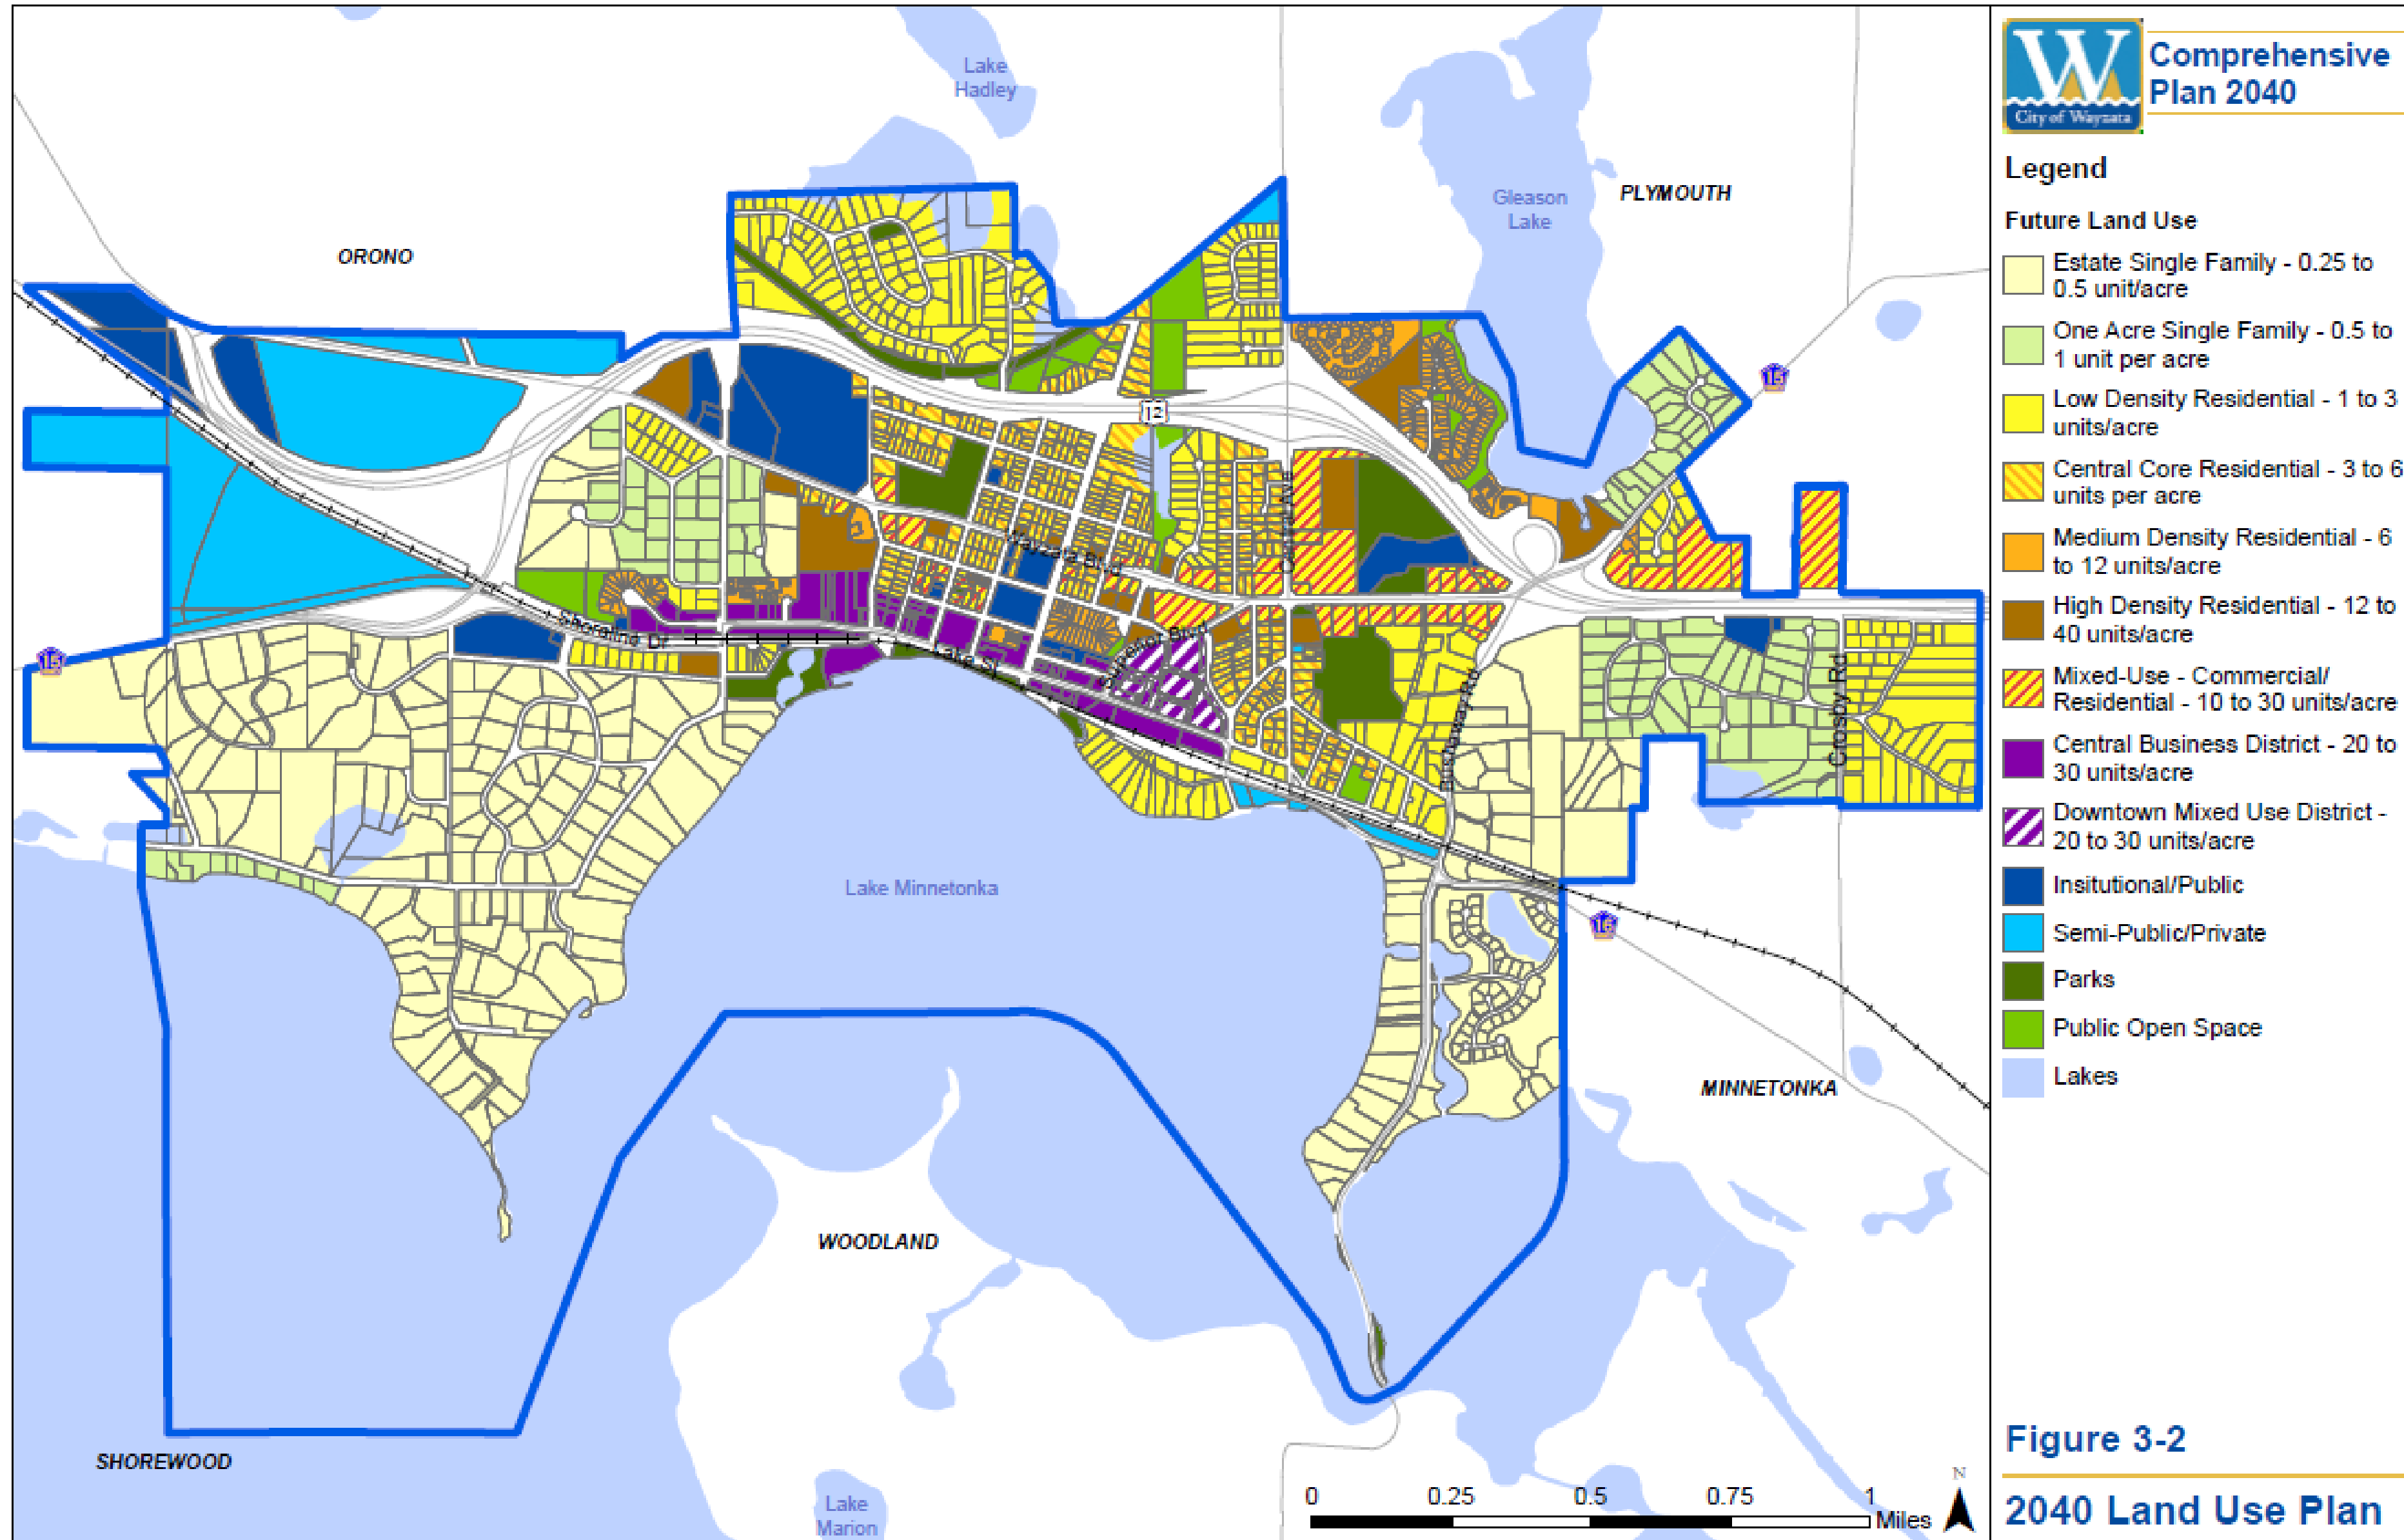 Lake
Hadley
Gleason
Lake
PLYMOUTH
ORONO
15
12
Central Ave
Wayzata Blvd
15
Shoreline Dr
Superior Blvd
Lake St
Bushaway Rd
Crosby Rd
Lake Minnetonka
16
MINNETONKA
WOODLAND
SHOREWOOD
Lake
Marion
0
0.25
0.5
0.75
1
Miles
N
W
City of Wayzata
Comprehensive
Plan 2040
Legend
Future Land Use
Estate Single Family - 0.25 to
0.5 unit/acre
One Acre Single Family - 0.5 to
1 unit per acre
Low Density Residential - 1 to 3
units/acre
Central Core Residential - 3 to 6
units per acre
Medium Density Residential - 6
to 12 units/acre
High Density Residential - 12 to
40 units/acre
Mixed-Use - Commercial/
Residential - 10 to 30 units/acre
Central Business District - 20 to
30 units/acre
Downtown Mixed Use District -
20 to 30 units/acre
Insitutional/Public
Semi-Public/Private
Parks
Public Open Space
Lakes
Figure 3-2
2040 Land Use Plan